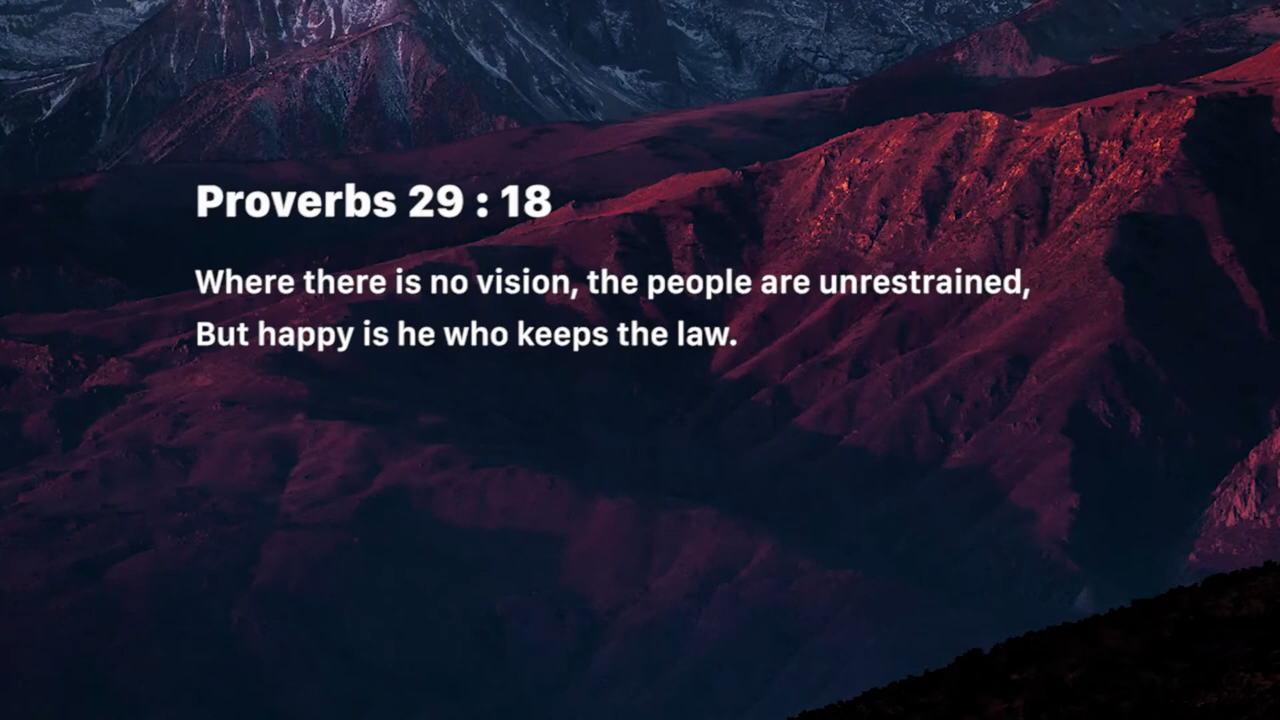 Proverbs 29 : 18
Where there is no vision, the people are unrestrained,
But happy is he who keeps the law.